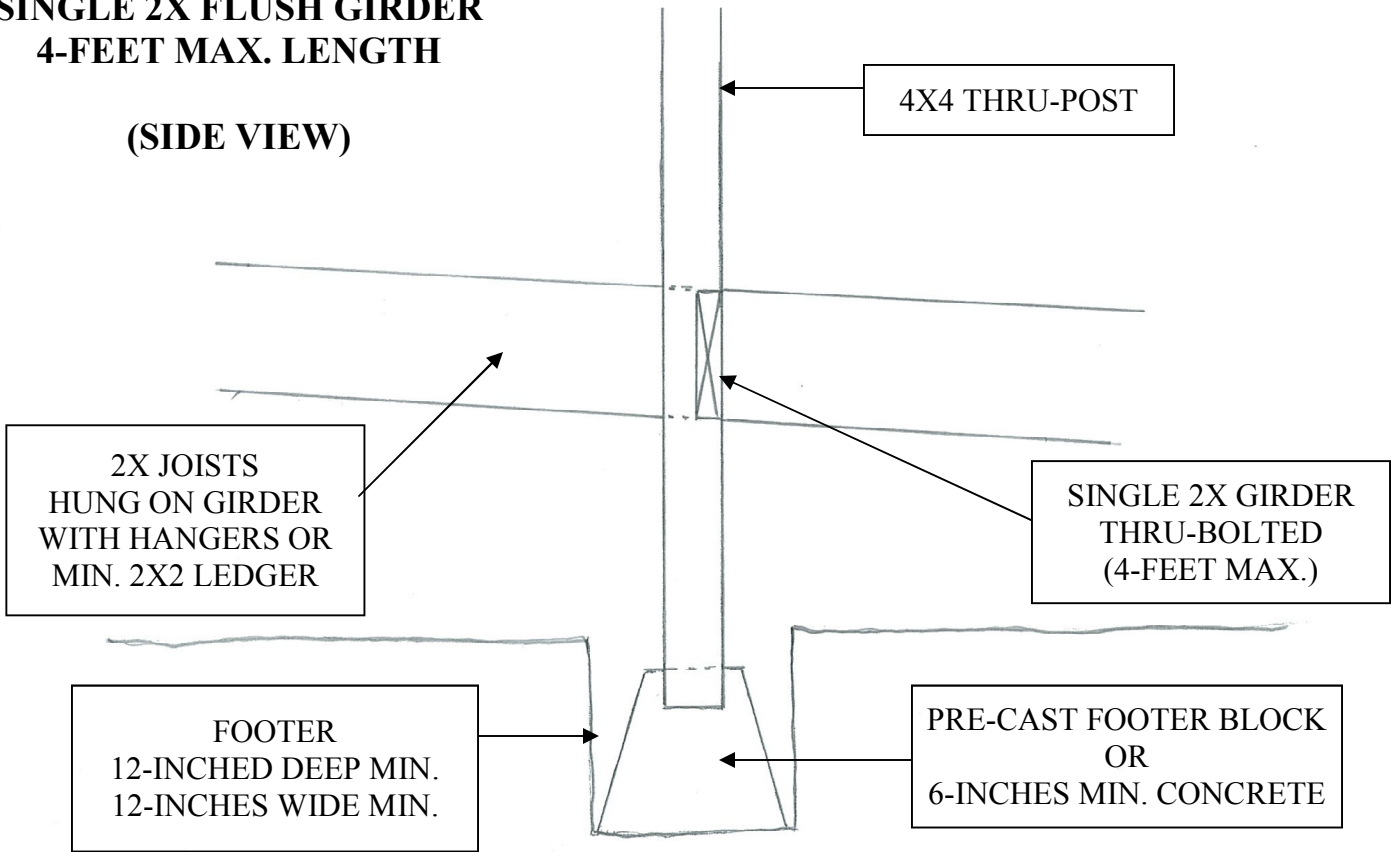 SINGLE 2X FLUSH GIRDER
4-FEET MAX. LENGTH
(SIDE VIEW)
4X4 THRU-POST
2X JOISTS
HUNG ON GIRDER
WITH HANGERS OR
MIN. 2X2 LEDGER
SINGLE 2X GIRDER
THRU-BOLTED
(4-FEET MAX.)
FOOTER
12-INCHED DEEP MIN.
12-INCHES WIDE MIN.
PRE-CAST FOOTER BLOCK
OR
6-INCHES MIN. CONCRETE